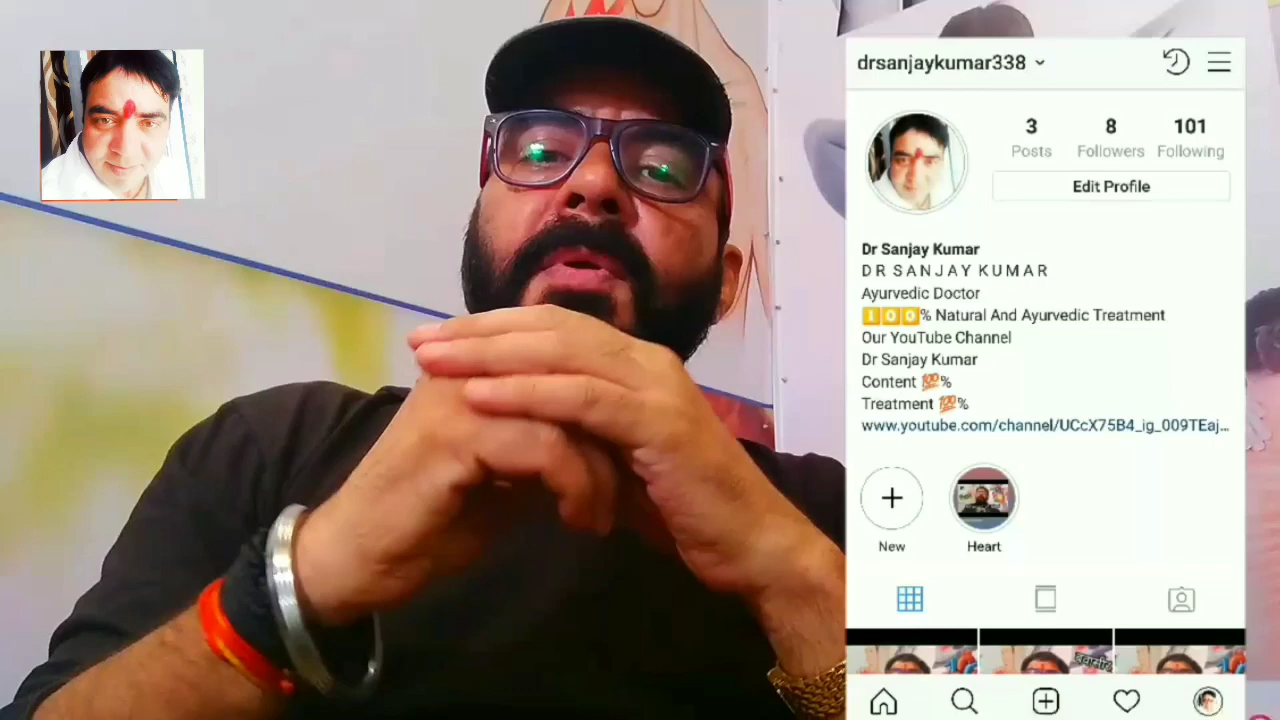 drsanjaykumar338
3 8 101
Posts Followers Following
Edit Profile
Dr Sanjay Kumar
D R S A N J A Y K U M A R
Ayurvedic Doctor
100% Natural And Ayurvedic Treatment
Our YouTube Channel
Dr Sanjay Kumar
Content 💯%
Treatment 💯%
www.youtube.com/channel/UCcX75B4_ig_009TEaj...
New Heart
बवासीर